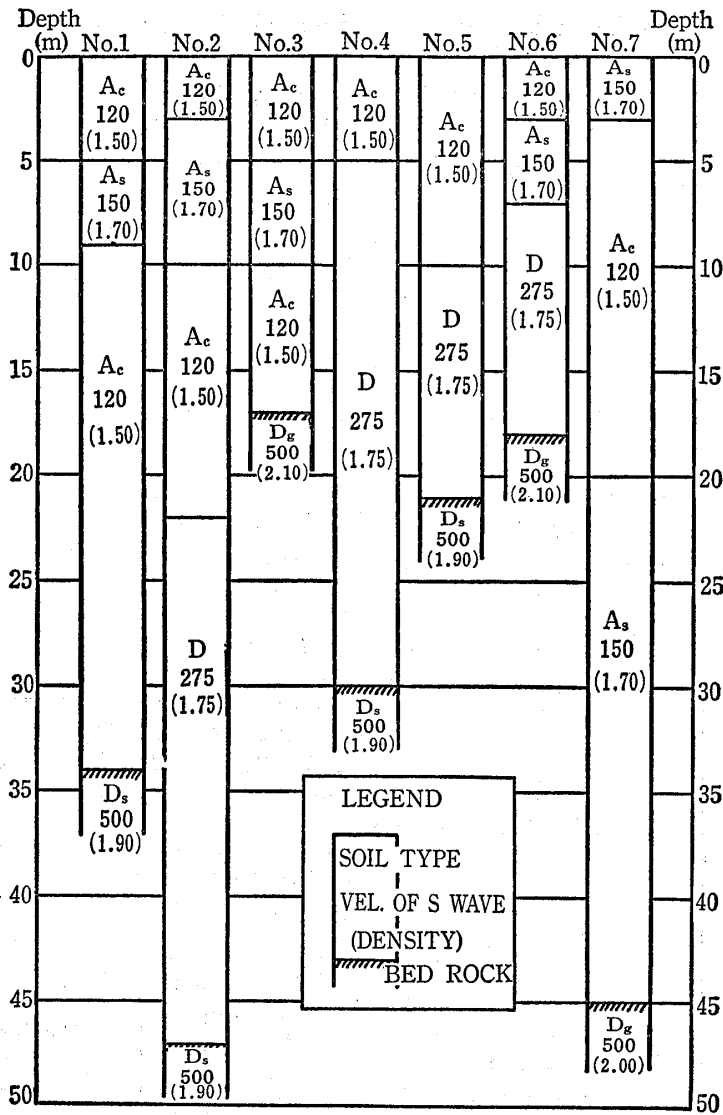 Depth
(m) No.1 No.2 No.3 No.4 No.5 No.6 No.7
Depth
(m)
0
5
10
15
20
25
30
35
40
45
50
Ac
120
(1.50)
As
150
(1.70)
Ac
120
(1.50)
Ds
500
(1.90)
Ac
120
(1.50)
As
150
(1.70)
Ac
120
(1.50)
D
275
(1.75)
Ds
500
(1.90)
Ac
120
(1.50)
As
150
(1.70)
Ac
120
(1.50)
Dg
500
(2.10)
Ac
120
(1.50)
D
275
(1.75)
Ds
500
(1.90)
Ac
120
(1.50)
D
275
(1.75)
Ds
500
(1.90)
Ac
120
(1.50)
As
150
(1.70)
D
275
(1.75)
Dg
500
(2.10)
As
150
(1.70)
Ac
120
(1.50)
As
150
(1.70)
Dg
500
(2.00)
0
5
10
15
20
25
30
35
40
45
50
LEGEND
SOIL TYPE
VEL. OF S WAVE
(DENSITY)
BED ROCK